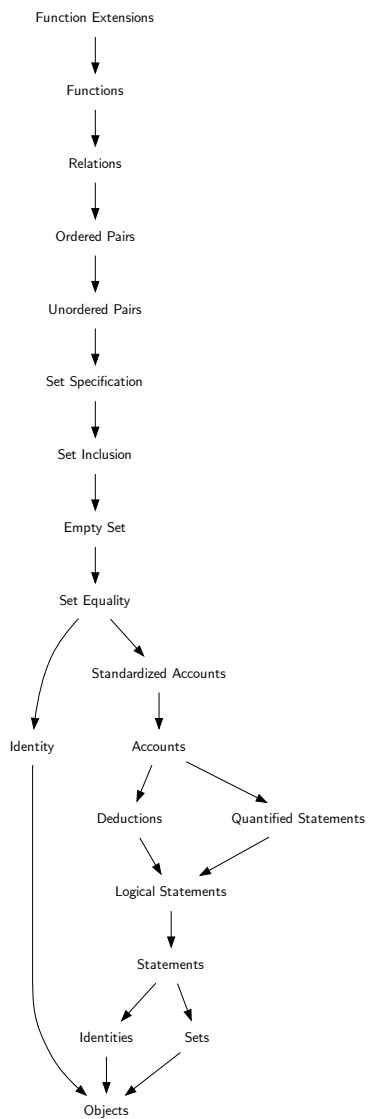 Function Extensions
Functions
Relations
Ordered Pairs
Unordered Pairs
Set Specification
Set Inclusion
Empty Set
Set Equality
Standardized Accounts
Identity
Accounts
Deductions
Quantified Statements
Logical Statements
Statements
Identities
Sets
Objects